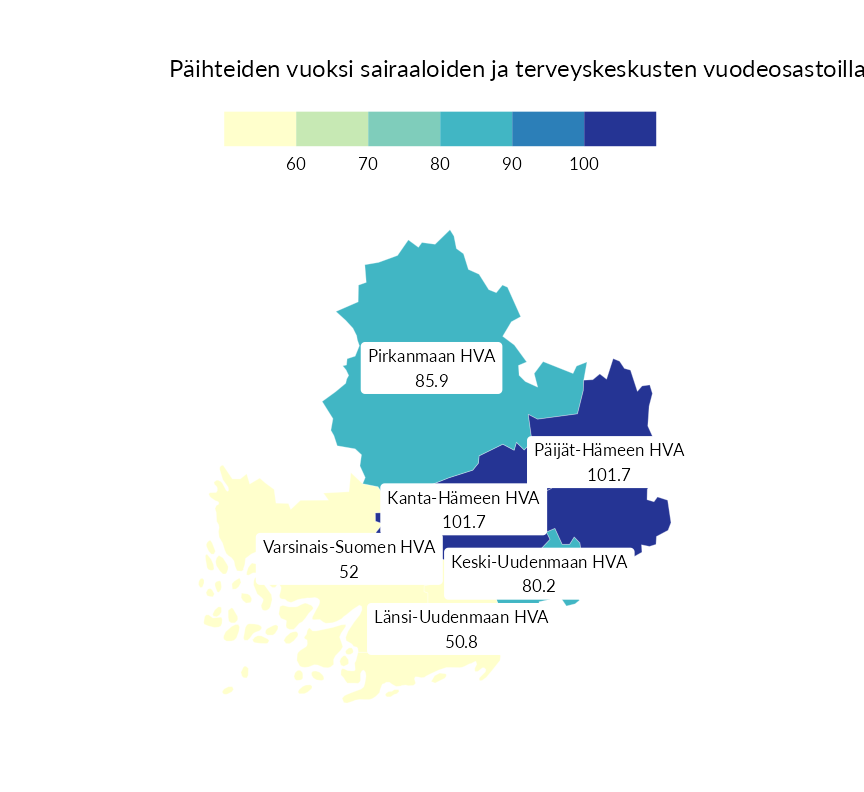 Päihteiden vuoksi sairaaloiden ja terveyskeskusten vuodeosastoilla
60 70 80 90 100
Pirkanmaan HVA
85.9
Päijät-Hämeen HVA
101.7
Kanta-Hämeen HVA
101.7
Varsinais-Suomen HVA
52
Keski-Uudenmaan HVA
80.2
Länsi-Uudenmaan HVA
50.8